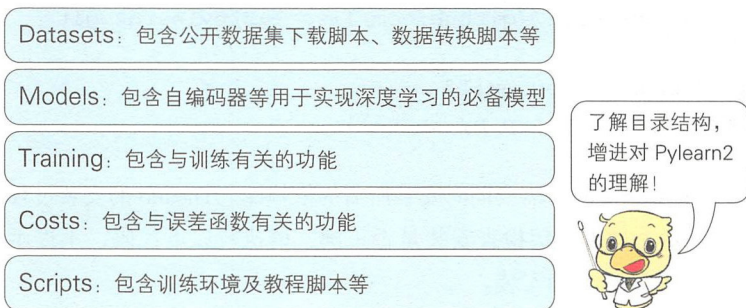 Datasets：包含公开数据集下载脚本、数据转换脚本等
Models：包含自编码器等用于实现深度学习的必备模型
Training：包含与训练有关的功能
Costs：包含与误差函数有关的功能
Scripts：包含训练环境及教程脚本等
了解目录结构，
增进对 Pylearn2
的理解！